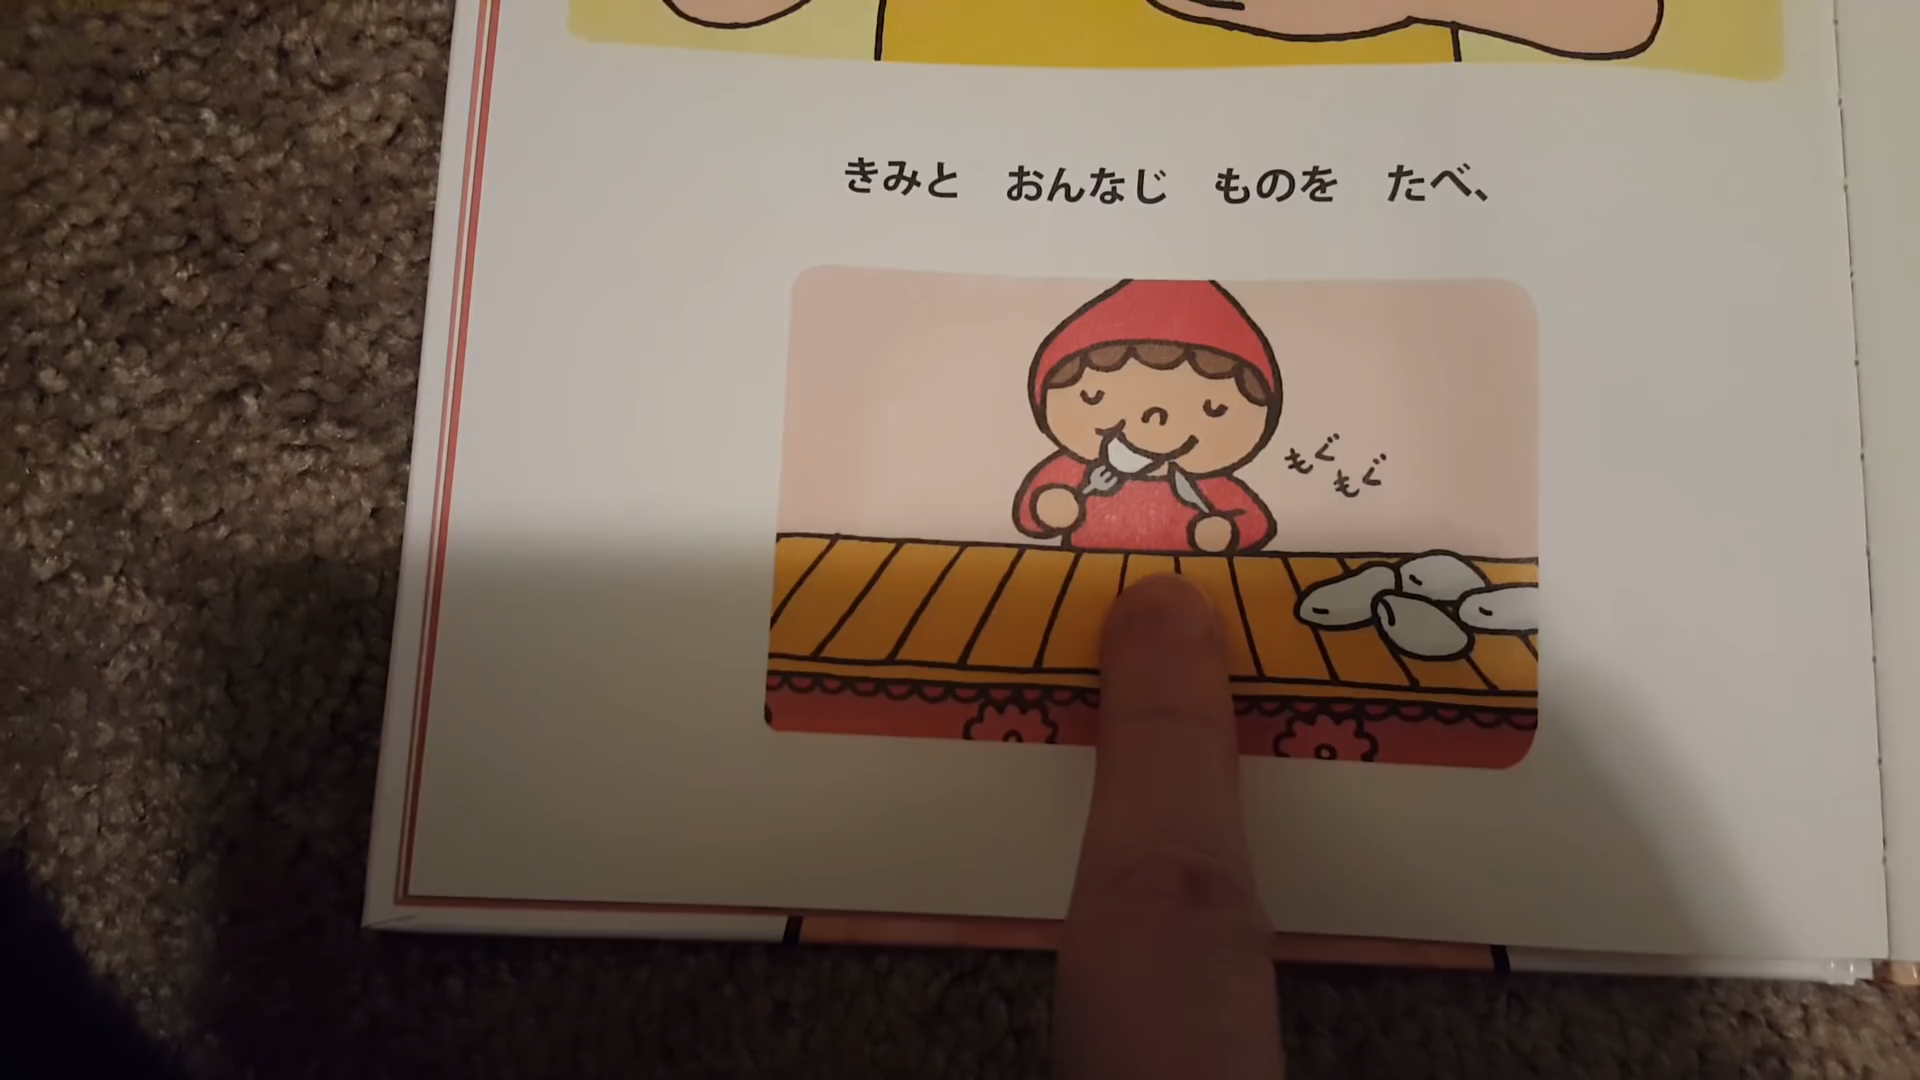 きみと　おんなじ　ものを　たべ、
もぐ
もぐ